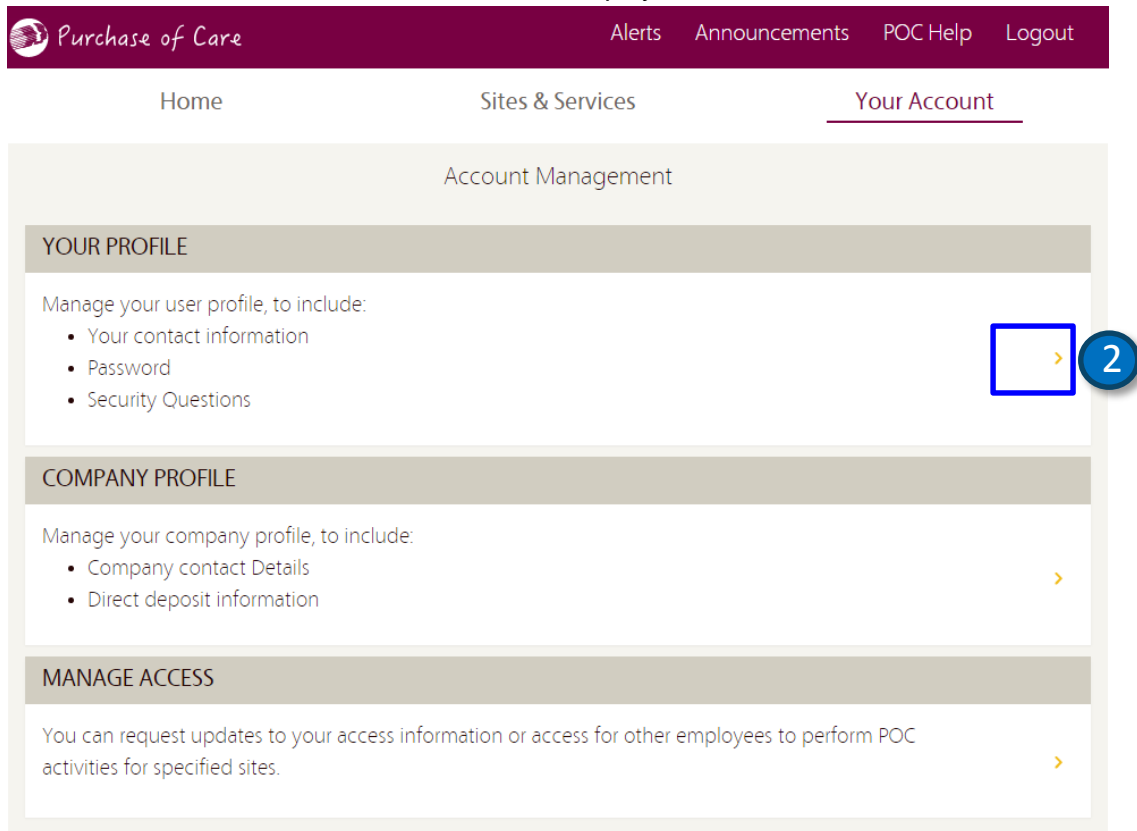 Purchase of Care
Alerts Announcements POC Help Logout
Home Sites & Services Your Account
Account Management
YOUR PROFILE
Manage your user profile, to include:
• Your contact information
• Password
• Security Questions
> 2
COMPANY PROFILE
Manage your company profile, to include:
• Company contact Details
• Direct deposit information
>
MANAGE ACCESS
You can request updates to your access information or access for other employees to perform POC
activities for specified sites.
>